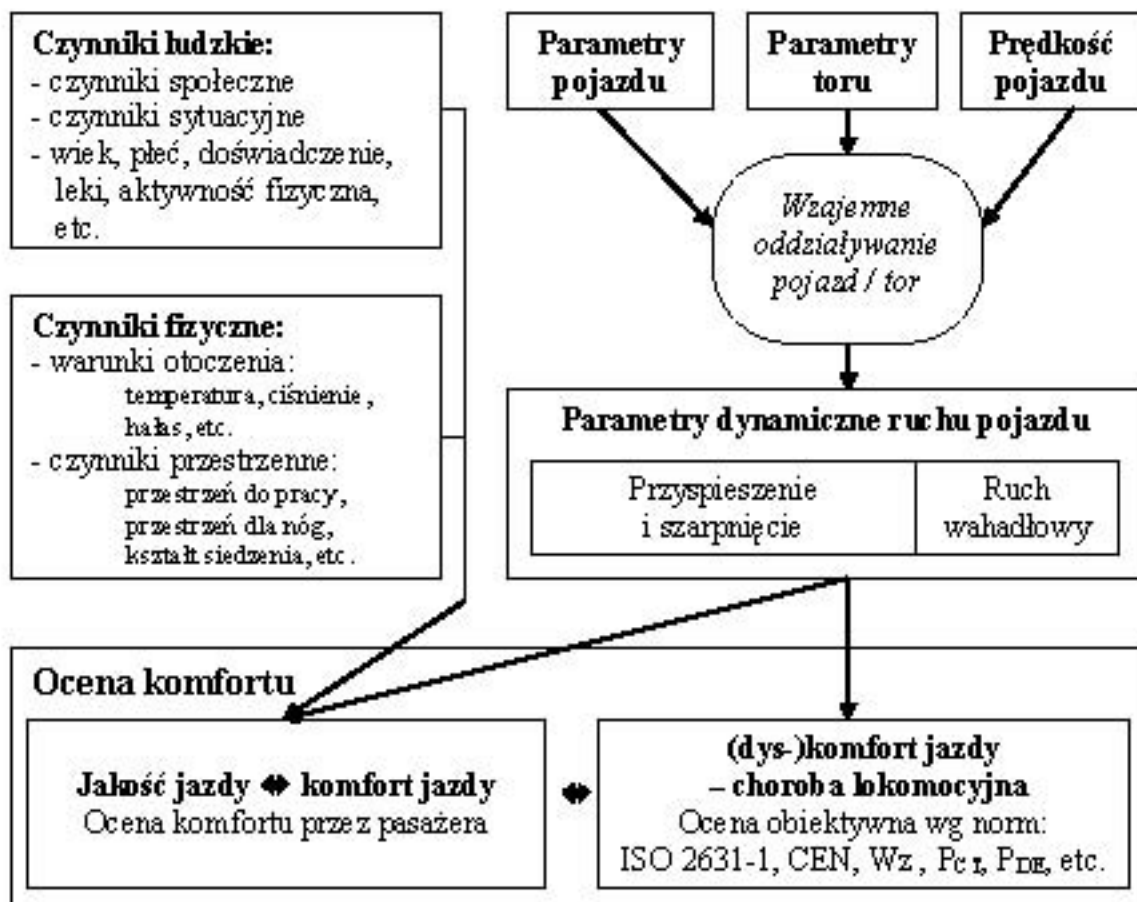 Czynniki ludzkie:
- czynniki społeczne
- czynniki sytuacyjne
- wiek, płeć, doświadczenie,
leki, aktywność fizyczna,
etc.
Parametry
pojazdu
Parametry
toru
Prędkość
pojazdu
Wzajemne
oddziaływanie
pojazd / tor
Czynniki fizyczne:
- warunki otoczenia:
temperatura, ciśnienie,
hałas, etc.
- czynniki przestrzenne:
przestrzeń do pracy,
przestrzeń dla nóg,
kształt siedzenia, etc.
Parametry dynamiczne ruchu pojazdu
Przyspieszenie
i szarpnięcie
Ruch
wahadłowy
Ocena komfortu
Jakość jazdy ⬌ komfort jazdy
Ocena komfortu przez pasażera
(dys-)komfort jazdy
– choroba lokomocyjna
Ocena obiektywna wg norm:
ISO 2631-1, CEN, Wz, PCT, PDE, etc.